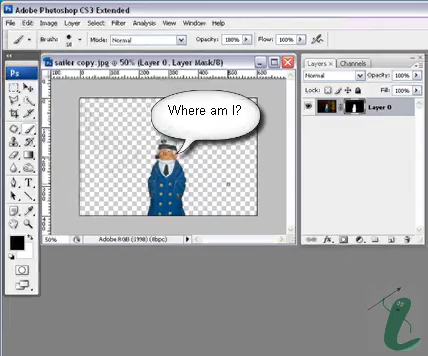 Adobe Photoshop CS3 Extended
File Edit Image Layer Select Filter Analysis View Window Help
Brush: Mode: Normal Opacity: 100% Flow: 100%
Ps
sailer copy.jpg @ 50% (Layer 0, Layer Mask/8)
Where am I?
50% Adobe RGB (1998) (8bpc)
Layers × Channels
Normal Opacity: 100%
Lock: Fill: 100%
Layer 0
fx